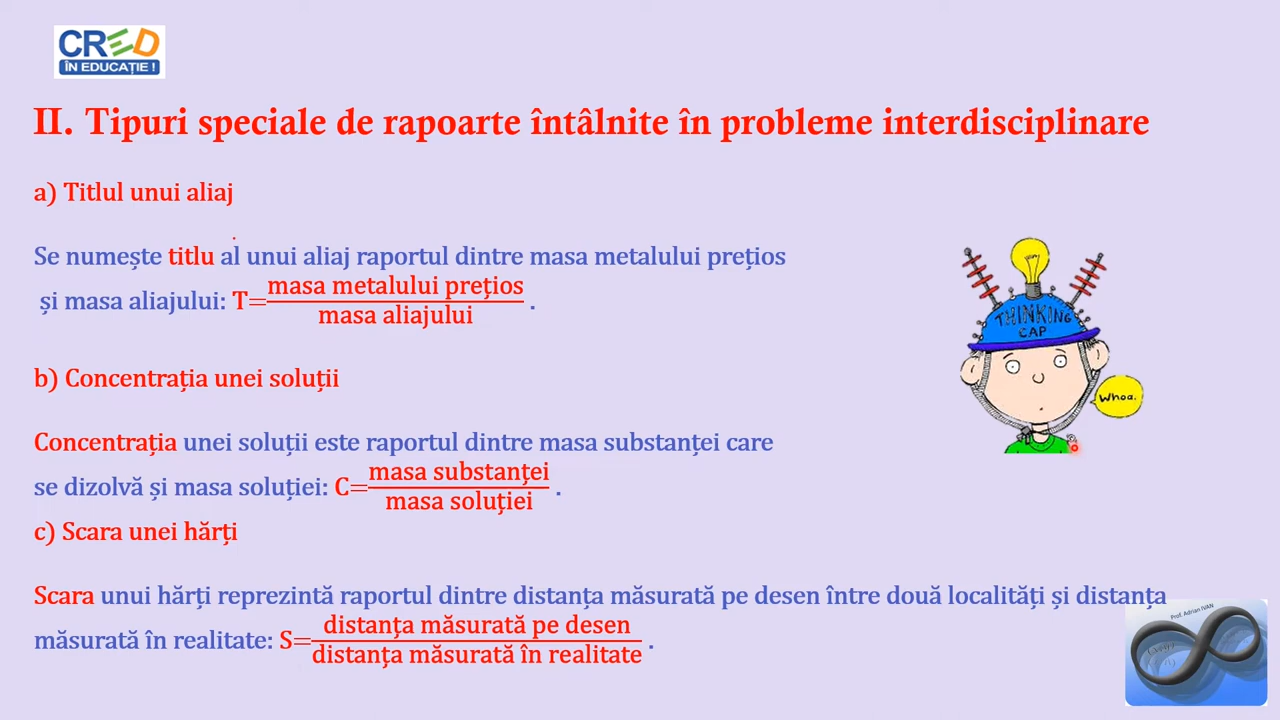 CRED
ÎN EDUCAȚIE !
II. Tipuri speciale de rapoarte întâlnite în probleme interdisciplinare
a) Titlul unui aliaj
Se numește titlu al unui aliaj raportul dintre masa metalului prețios
și masa aliajului: T= masa metalului prețios / masa aliajului .
b) Concentrația unei soluții
Concentrația unei soluții este raportul dintre masa substanței care
se dizolvă și masa soluției: C= masa substanței / masa soluției .
c) Scara unei hărți
Scara unui hărți reprezintă raportul dintre distanța măsurată pe desen între două localități și distanța
măsurată în realitate: S= distanța măsurată pe desen / distanța măsurată în realitate .
THINKING
CAP
Whoa.
Prof. Adrian IVAN